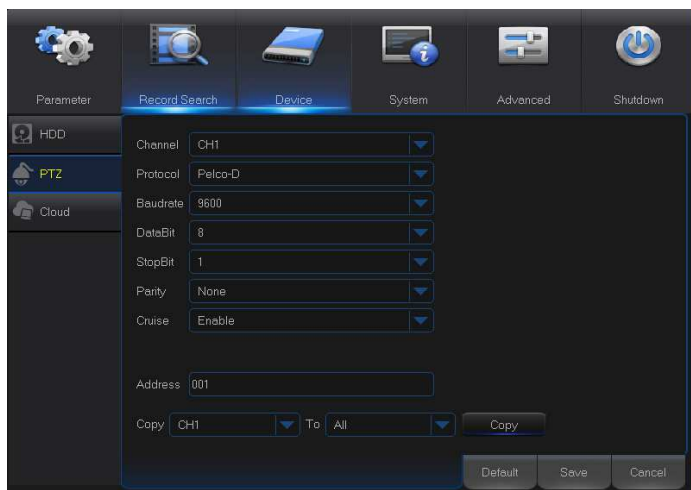 Parameter Record Search Device System Advanced Shutdown
HDD
PTZ
Cloud
Channel CH1
Protocol Pelco-D
Baudrate 9600
DataBit 8
StopBit 1
Parity None
Cruise Enable
Address 001
Copy CH1 To All Copy
Default Save Cancel